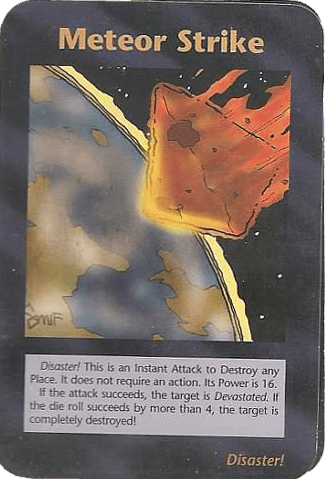 Meteor Strike
Disaster! This is an Instant Attack to Destroy any
Place. It does not require an action. Its Power is 16.
If the attack succeeds, the target is Devastated. If
the die roll succeeds by more than 4, the target is
completely destroyed!
Disaster!